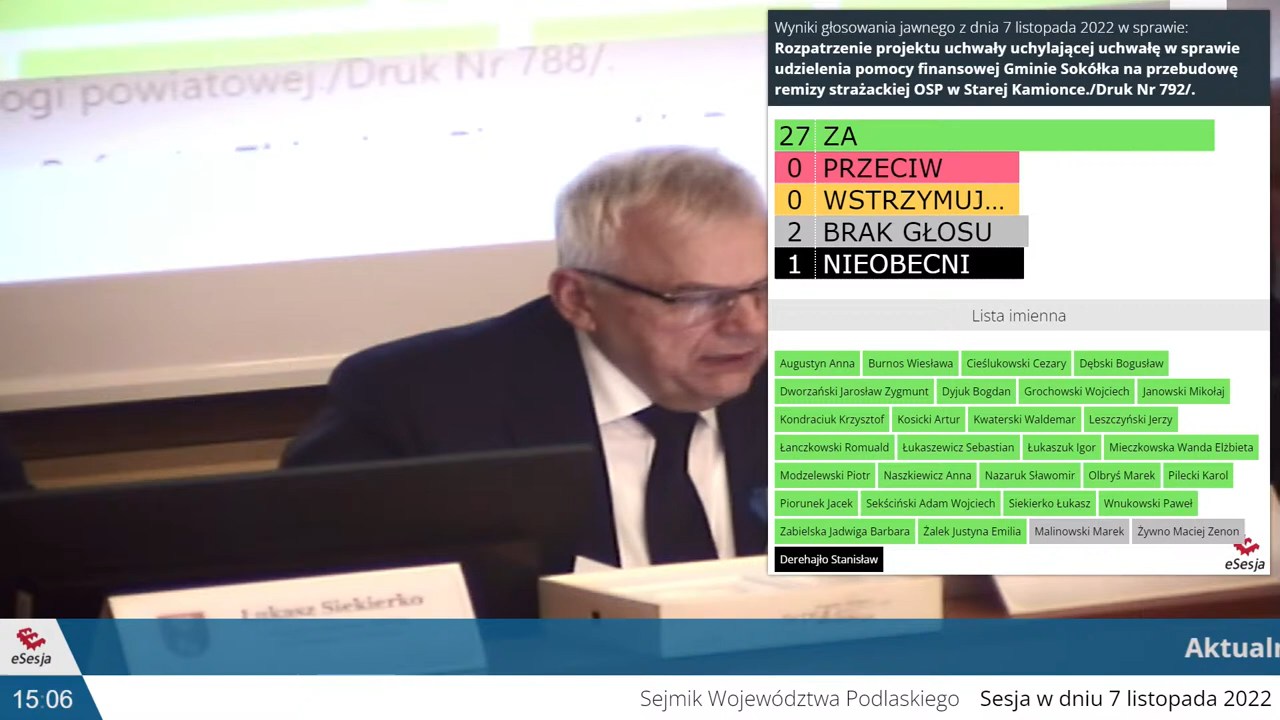 ogi powiatowej./Druk Nr 788/.
Wyniki głosowania jawnego z dnia 7 listopada 2022 w sprawie:
Rozpatrzenie projektu uchwały uchylającej uchwałę w sprawie
udzielenia pomocy finansowej Gminie Sokółka na przebudowę
remizy strażackiej OSP w Starej Kamionce./Druk Nr 792/.
27 ZA
0 PRZECIW
0 WSTRZYMUJ...
2 BRAK GŁOSU
1 NIEOBECNI
Lista imienna
Augustyn Anna Burnos Wiesława Cieślukowski Cezary Dębski Bogusław
Dworzański Jarosław Zygmunt Dyjuk Bogdan Grochowski Wojciech Janowski Mikołaj
Kondraciuk Krzysztof Kosicki Artur Kwaterski Waldemar Leszczyński Jerzy
Łanczkowski Romuald Łukaszewicz Sebastian Łukaszuk Igor Mieczkowska Wanda Elżbieta
Modzelewski Piotr Naszkiewicz Anna Nazaruk Sławomir Olbryś Marek Pilecki Karol
Piorunek Jacek Sekściński Adam Wojciech Siekierko Łukasz Wnukowski Paweł
Zabielska Jadwiga Barbara Żalek Justyna Emilia Malinowski Marek Żywno Maciej Zenon
Derehajło Stanisław
eSesja
Łukasz Siekierko
eSesja
Aktualn
15:06
Sejmik Województwa Podlaskiego Sesja w dniu 7 listopada 2022